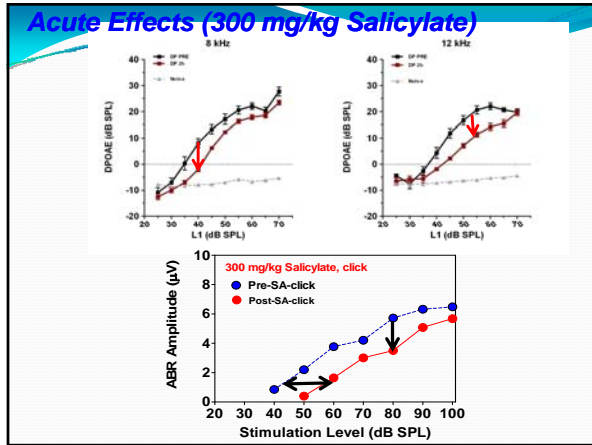 Acute Effects (300 mg/kg Salicylate)
8 kHz
DP PRE
DP 2h
Noise
DPOAE (dB SPL)
40
30
20
10
0
-10
-20
20 30 40 50 60 70
L1 (dB SPL)
12 kHz
DP PRE
DP 2h
Noise
DPOAE (dB SPL)
40
30
20
10
0
-10
-20
20 30 40 50 60 70
L1 (dB SPL)
300 mg/kg Salicylate, click
Pre-SA-click
Post-SA-click
ABR Amplitude (µV)
10
8
6
4
2
0
20 30 40 50 60 70 80 90 100
Stimulation Level (dB SPL)